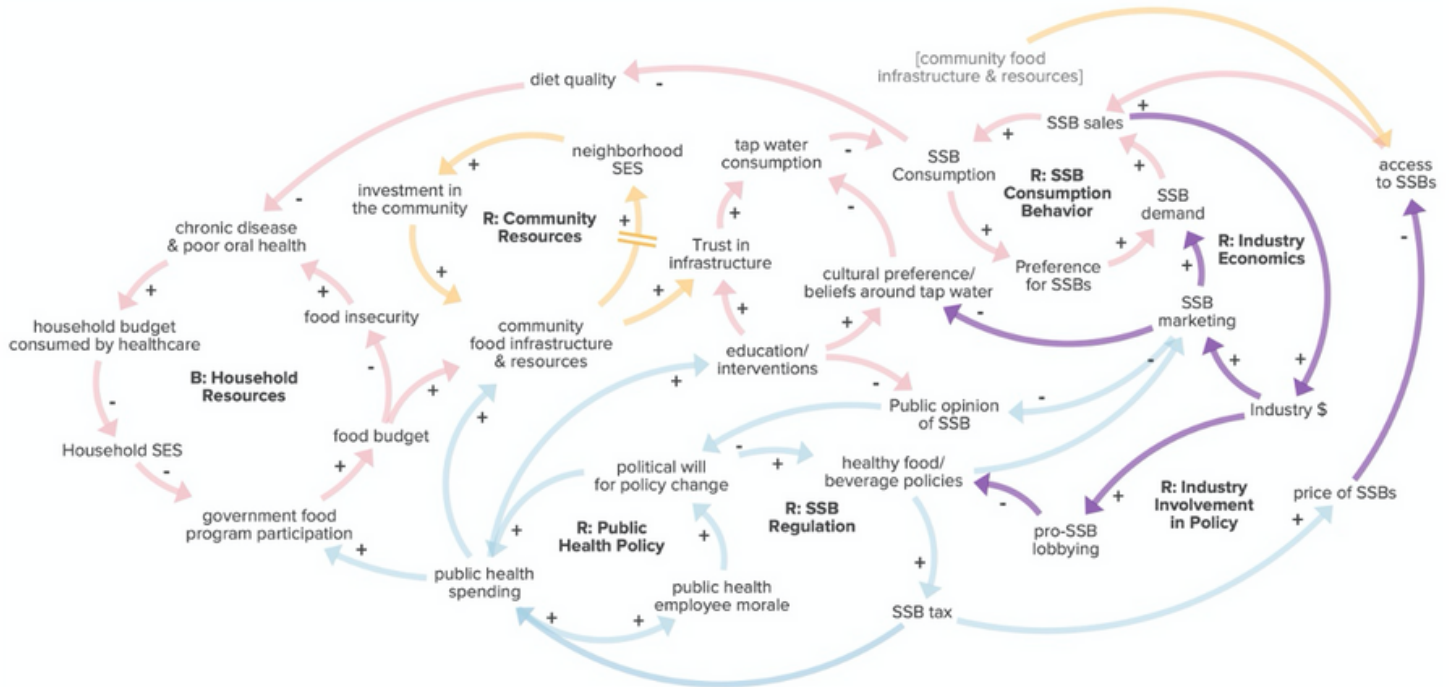 [community food
infrastructure & resources]
diet quality
-
+
SSB sales
+
neighborhood
SES
tap water
consumption
-
SSB
Consumption
access
to SSBs
+
investment in
the community
R: Community
Resources
+
R: SSB
Consumption
Behavior
+
SSB
demand
-
chronic disease
& poor oral health
+
-
Trust in
infrastructure
+
+
R: Industry
Economics
-
+
+
+
cultural preference/
beliefs around tap water
Preference
for SSBs
+
SSB
marketing
+
food insecurity
+
+
-
household budget
consumed by healthcare
community
food infrastructure
& resources
education/
interventions
-
+
+
B: Household
Resources
-
+
+
-
-
-
Public opinion
of SSB
Industry $
+
Household SES
food budget
-
+
+
-
political will
for policy change
healthy food/
beverage policies
R: Industry
Involvement
in Policy
price of SSBs
+
-
+
government food
program participation
+
R: Public
Health Policy
+
R: SSB
Regulation
pro-SSB
lobbying
+
public health
spending
+
public health
employee morale
SSB tax
+
+